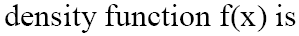 density function f(x) is